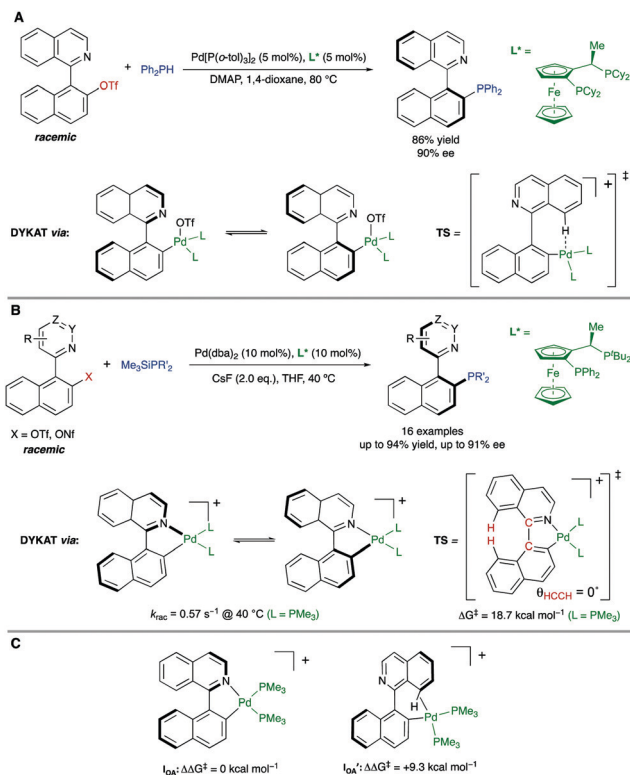 A
N
OTf
racemic
+
Ph₂PH
Pd[P(o-tol)₃]₂ (5 mol%), L* (5 mol%)
DMAP, 1,4-dioxane, 80 °C
N
PPh₂
86% yield
90% ee
L* =
Me
PCy₂
PCy₂
Fe
DYKAT via:
N
OTf
Pd
L
L
N
OTf
Pd
L
L
TS =
N
H
Pd
L
L
+
‡
B
Z
Y
R
N
X
X = OTf, ONf
racemic
+
Me₃SiPR'₂
Pd(dba)₂ (10 mol%), L* (10 mol%)
CsF (2.0 eq.), THF, 40 ºC
Z
Y
R
N
PR'₂
16 examples
up to 94% yield, up to 91% ee
L* =
Me
PᵗBu₂
PPh₂
Fe
DYKAT via:
N
Pd
L
L
+
N
Pd
L
L
+
k_rac = 0.57 s⁻¹ @ 40 °C (L = PMe₃)
TS =
H
H
C
C
N
Pd
L
L
+
‡
θ_HCCH = 0°
ΔG‡ = 18.7 kcal mol⁻¹ (L = PMe₃)
C
N
Pd
PMe₃
PMe₃
+
I_OA: ΔΔG‡ = 0 kcal mol⁻¹
N
H
Pd
PMe₃
PMe₃
+
I_OA': ΔΔG‡ = +9.3 kcal mol⁻¹